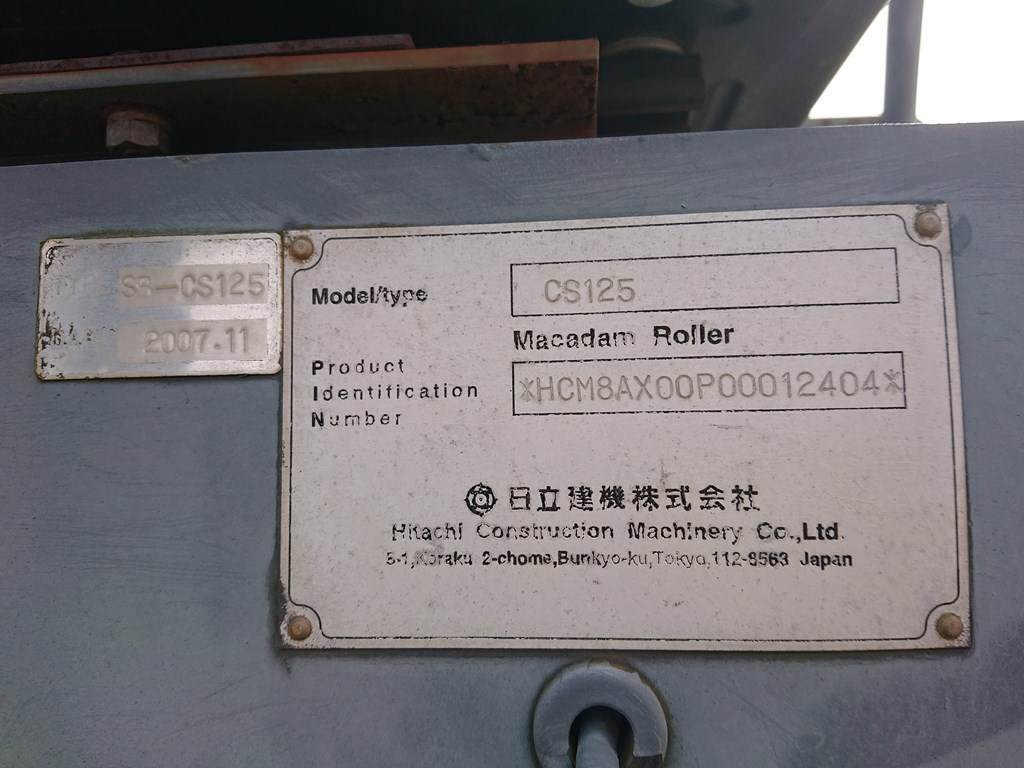 SR-CS125
2007.11
Model/type
CS125
Macadam Roller
Product
Identification
Number
*HCM8AX00P00012404*
日立建機株式会社
Hitachi Construction Machinery Co.,Ltd.
5-1,Koraku 2-chome,Bunkyo-ku,Tokyo,112-8563 Japan